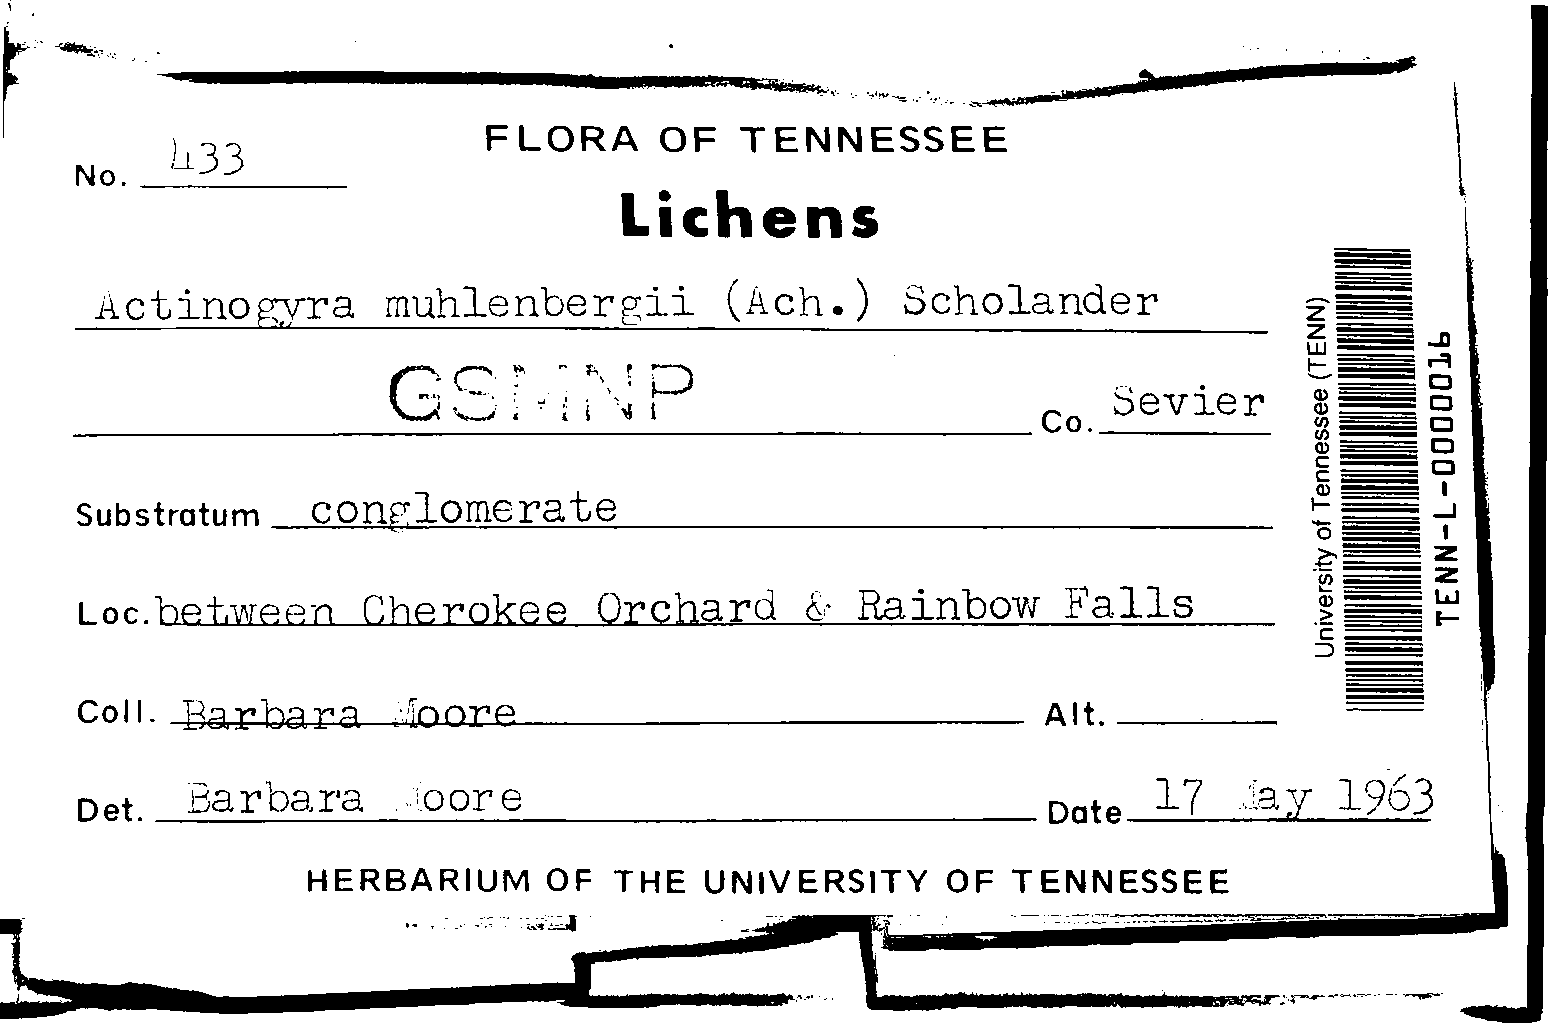 FLORA OF TENNESSEE
No. 433
Lichens
Actinogyra muhlenbergii (Ach.) Scholander
GSMNP Co. Sevier
Substratum conglomerate
Loc. between Cherokee Orchard & Rainbow Falls
Coll. Barbara Moore Alt.
Det. Barbara Moore Date 17 May 1963
HERBARIUM OF THE UNIVERSITY OF TENNESSEE
University of Tennessee (TENN)
TENN-L-0000016